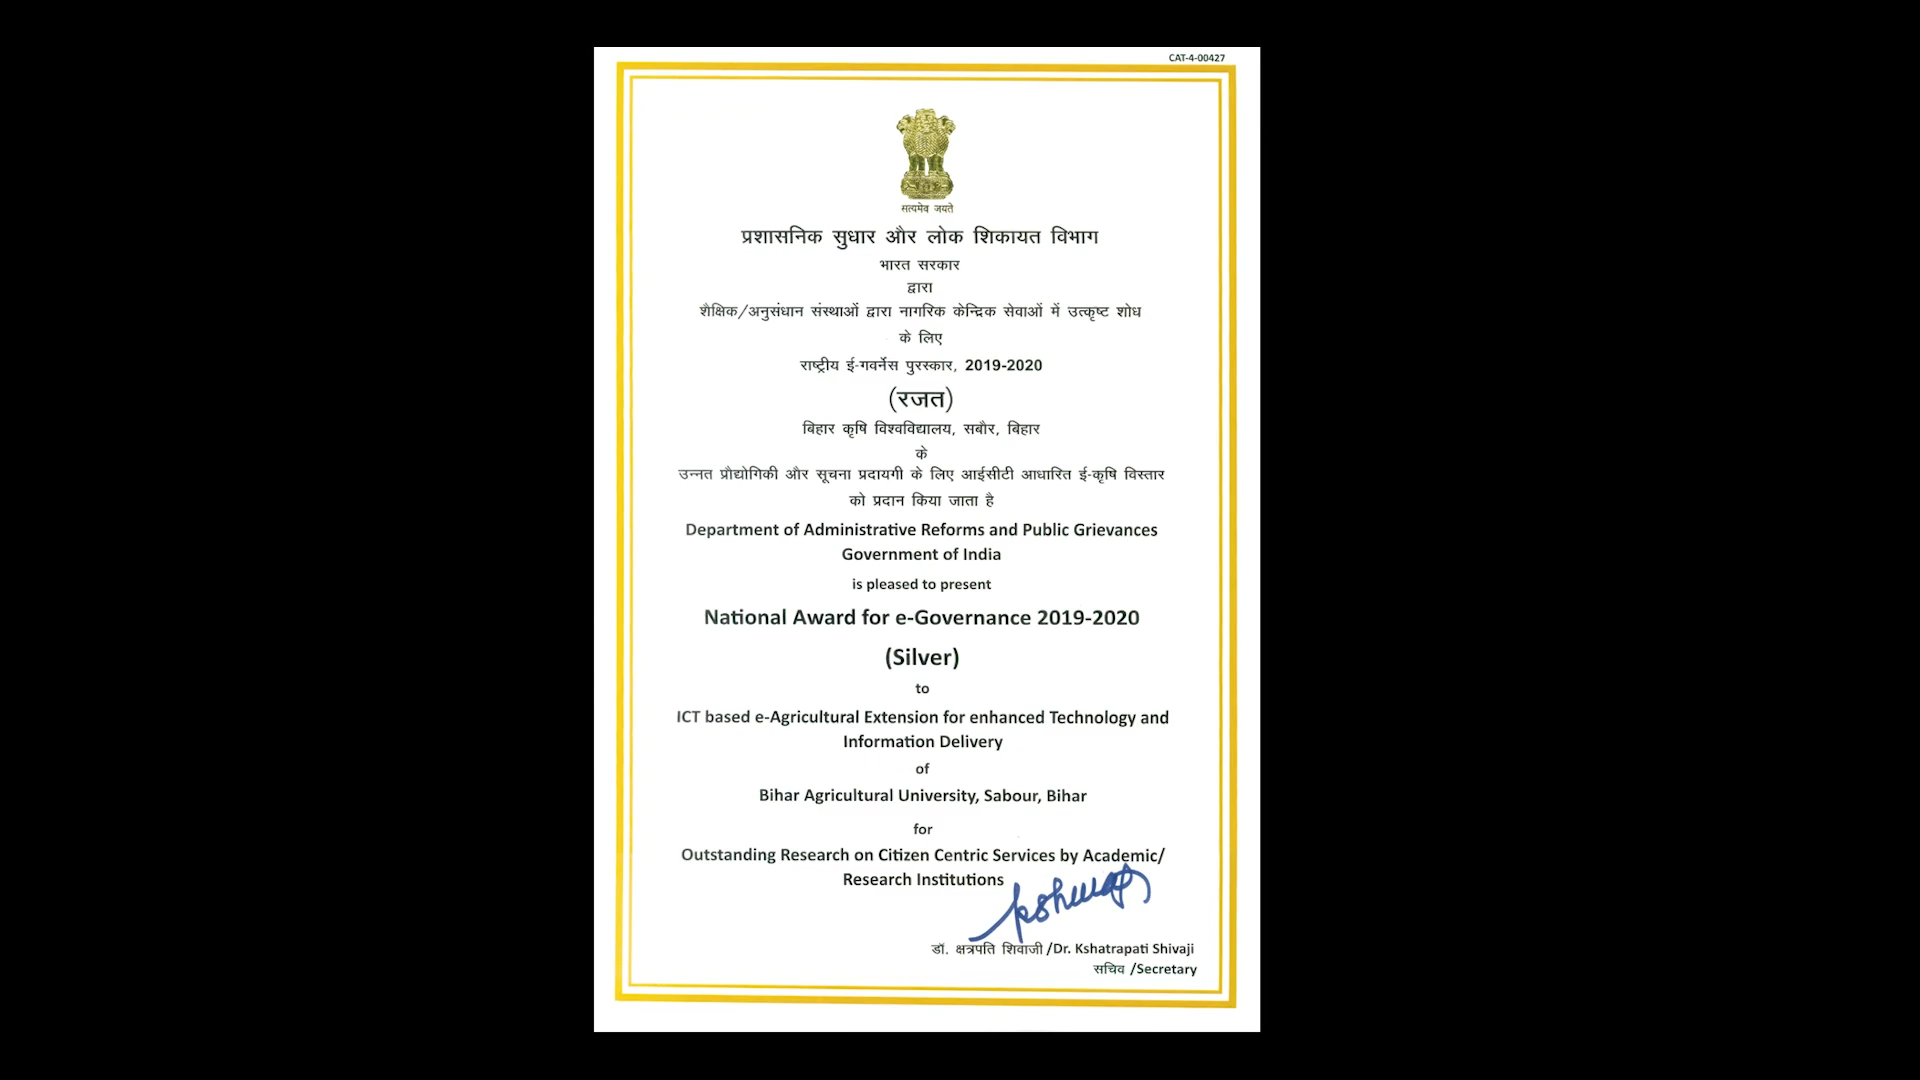 CAT-4-00427
सत्यमेव जयते
प्रशासनिक सुधार और लोक शिकायत विभाग
भारत सरकार
द्वारा
शैक्षिक/अनुसंधान संस्थाओं द्वारा नागरिक केन्द्रिक सेवाओं में उत्कृष्ट शोध
के लिए
राष्ट्रीय ई-गवर्नेंस पुरस्कार, 2019-2020
(रजत)
बिहार कृषि विश्वविद्यालय, सबौर, बिहार
के
उन्नत प्रौद्योगिकी और सूचना प्रदायगी के लिए आईसीटी आधारित ई-कृषि विस्तार
को प्रदान किया जाता है
Department of Administrative Reforms and Public Grievances
Government of India
is pleased to present
National Award for e-Governance 2019-2020
(Silver)
to
ICT based e-Agricultural Extension for enhanced Technology and
Information Delivery
of
Bihar Agricultural University, Sabour, Bihar
for
Outstanding Research on Citizen Centric Services by Academic/
Research Institutions
डॉ. क्षत्रपति शिवाजी /Dr. Kshatrapati Shivaji
सचिव /Secretary